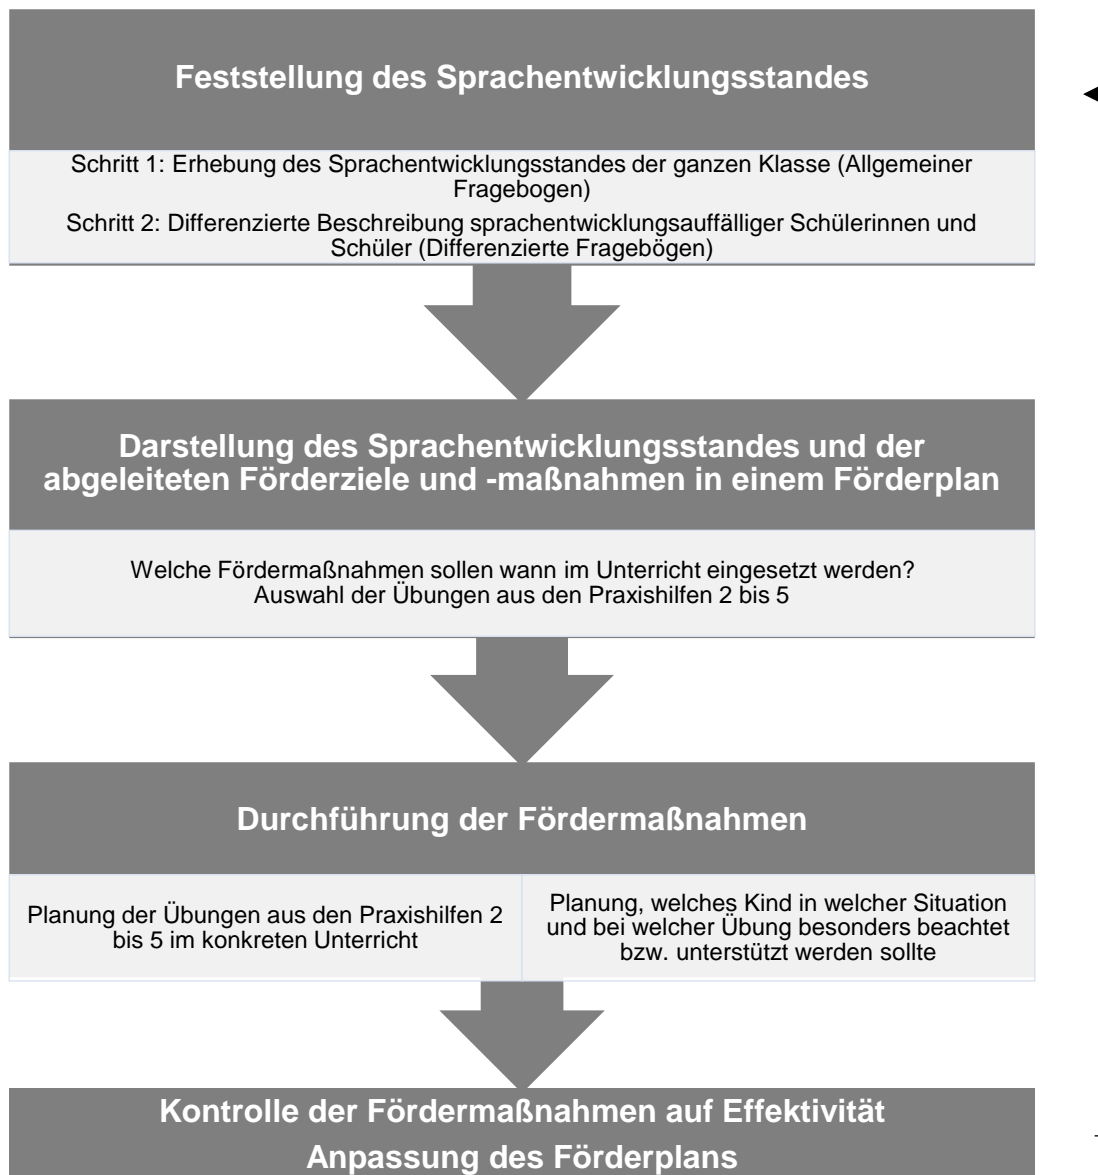 Feststellung des Sprachentwicklungsstandes
Schritt 1: Erhebung des Sprachentwicklungsstandes der ganzen Klasse (Allgemeiner
Fragebogen)
Schritt 2: Differenzierte Beschreibung sprachentwicklungsauffälliger Schülerinnen und
Schüler (Differenzierte Fragebögen)
Darstellung des Sprachentwicklungsstandes und der
abgeleiteten Förderziele und -maßnahmen in einem Förderplan
Welche Fördermaßnahmen sollen wann im Unterricht eingesetzt werden?
Auswahl der Übungen aus den Praxishilfen 2 bis 5
Durchführung der Fördermaßnahmen
Planung der Übungen aus den Praxishilfen 2
bis 5 im konkreten Unterricht
Planung, welches Kind in welcher Situation
und bei welcher Übung besonders beachtet
bzw. unterstützt werden sollte
Kontrolle der Fördermaßnahmen auf Effektivität
Anpassung des Förderplans